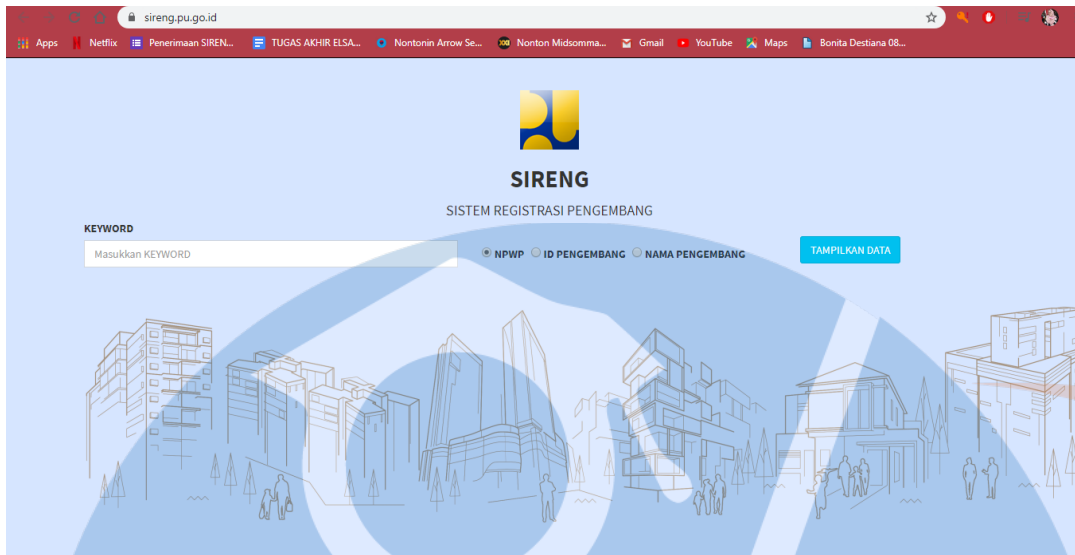 sireng.pu.go.id
Apps Netflix Penerimaan SIREN... TUGAS AKHIR ELSA... Nontonin Arrow Se... Nonton Midsomma... Gmail YouTube Maps Bonita Destiana 08...
SIRENG
SISTEM REGISTRASI PENGEMBANG
KEYWORD
Masukkan KEYWORD NPWP ID PENGEMBANG NAMA PENGEMBANG TAMPILKAN DATA